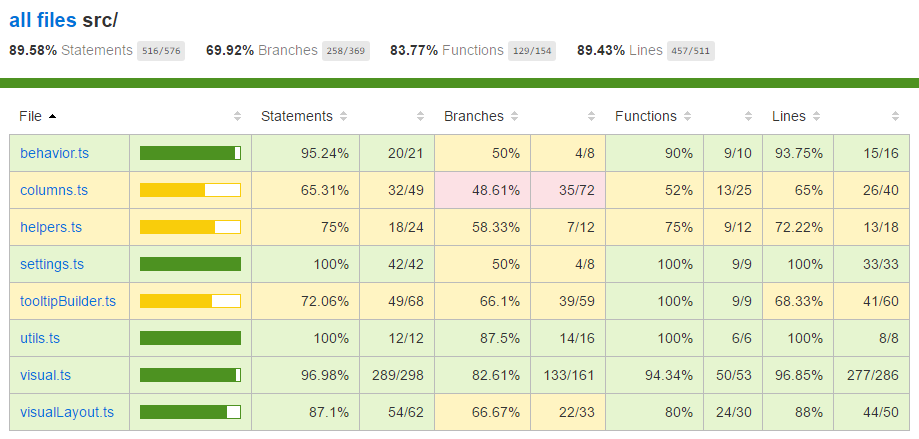 all files src/
89.58% Statements 516/576 69.92% Branches 258/369 83.77% Functions 129/154 89.43% Lines 457/511
File Statements Branches Functions Lines
behavior.ts 95.24% 20/21 50% 4/8 90% 9/10 93.75% 15/16
columns.ts 65.31% 32/49 48.61% 35/72 52% 13/25 65% 26/40
helpers.ts 75% 18/24 58.33% 7/12 75% 9/12 72.22% 13/18
settings.ts 100% 42/42 50% 4/8 100% 9/9 100% 33/33
tooltipBuilder.ts 72.06% 49/68 66.1% 39/59 100% 9/9 68.33% 41/60
utils.ts 100% 12/12 87.5% 14/16 100% 6/6 100% 8/8
visual.ts 96.98% 289/298 82.61% 133/161 94.34% 50/53 96.85% 277/286
visualLayout.ts 87.1% 54/62 66.67% 22/33 80% 24/30 88% 44/50